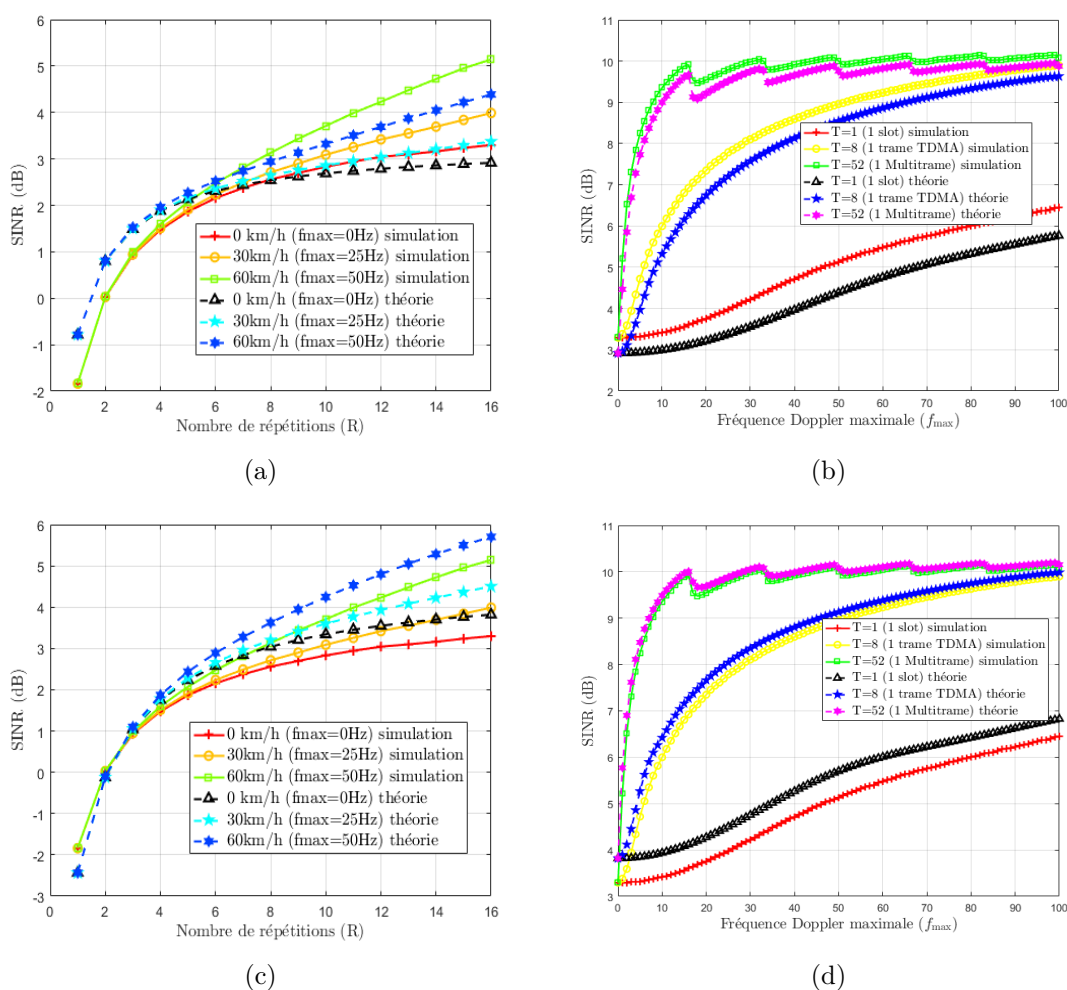 6
5
4
3
2
1
0
-1
-2
SINR (dB)
0 km/h (fmax=0Hz) simulation
30km/h (fmax=25Hz) simulation
60km/h (fmax=50Hz) simulation
0 km/h (fmax=0Hz) théorie
30km/h (fmax=25Hz) théorie
60km/h (fmax=50Hz) théorie
0 2 4 6 8 10 12 14 16
Nombre de répétitions (R)
(a)
11
10
9
8
7
6
5
4
3
2
SINR (dB)
T=1 (1 slot) simulation
T=8 (1 trame TDMA) simulation
T=52 (1 Multitrame) simulation
T=1 (1 slot) théorie
T=8 (1 trame TDMA) théorie
T=52 (1 Multitrame) théorie
0 10 20 30 40 50 60 70 80 90 100
Fréquence Doppler maximale (fmax)
(b)
6
5
4
3
2
1
0
-1
-2
-3
SINR (dB)
0 km/h (fmax=0Hz) simulation
30km/h (fmax=25Hz) simulation
60km/h (fmax=50Hz) simulation
0 km/h (fmax=0Hz) théorie
30km/h (fmax=25Hz) théorie
60km/h (fmax=50Hz) théorie
0 2 4 6 8 10 12 14 16
Nombre de répétitions (R)
(c)
11
10
9
8
7
6
5
4
3
SINR (dB)
T=1 (1 slot) simulation
T=8 (1 trame TDMA) simulation
T=52 (1 Multitrame) simulation
T=1 (1 slot) théorie
T=8 (1 trame TDMA) théorie
T=52 (1 Multitrame) théorie
0 10 20 30 40 50 60 70 80 90 100
Fréquence Doppler maximale (fmax)
(d)